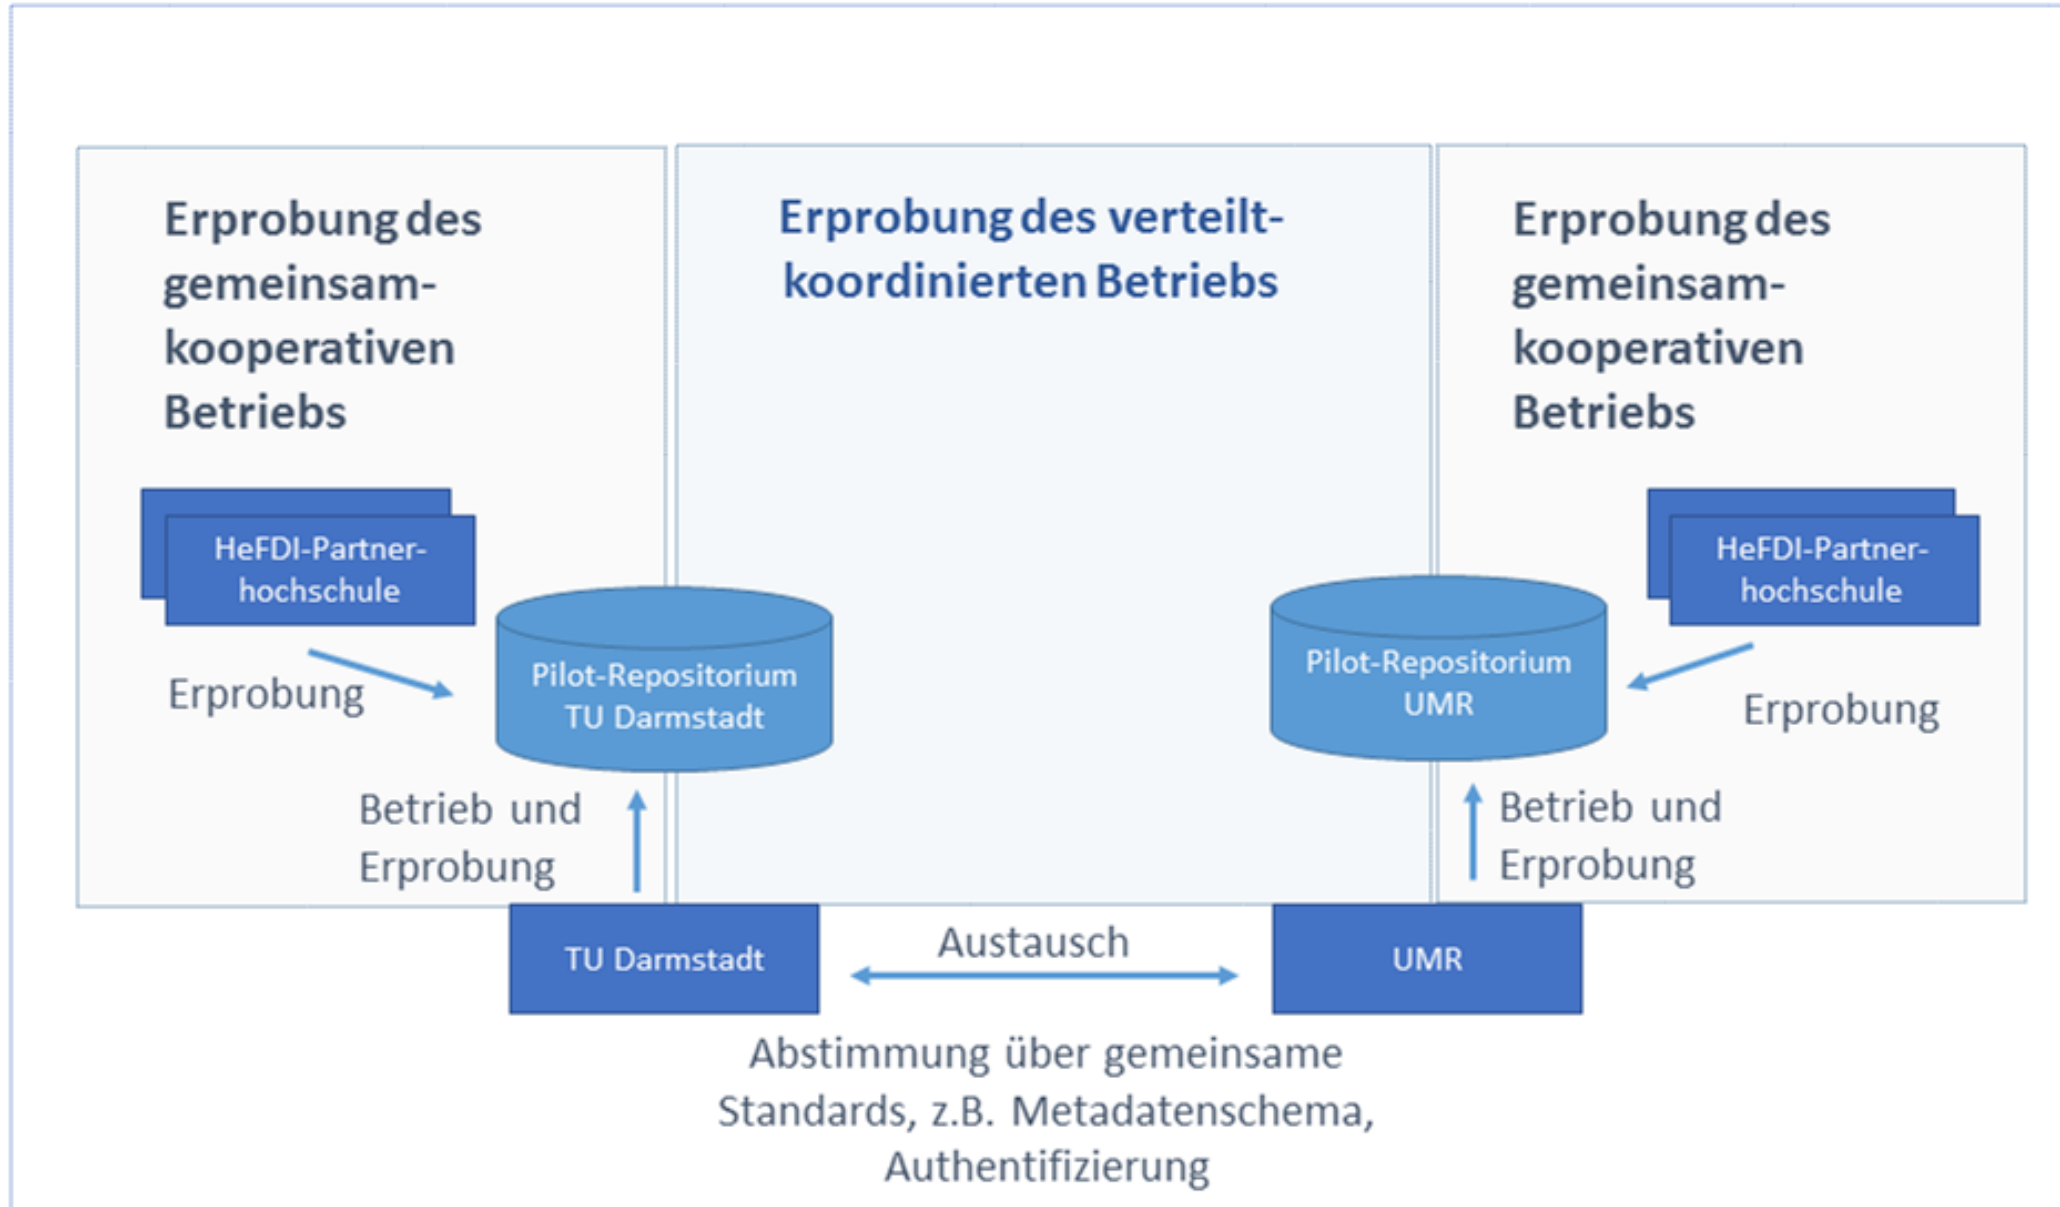 Erprobung des
gemeinsam-
kooperativen
Betriebs
Erprobung des verteilt-
koordinierten Betriebs
Erprobung des
gemeinsam-
kooperativen
Betriebs
HeFDI-Partner-
hochschule
HeFDI-Partner-
hochschule
Erprobung
Pilot-Repositorium
TU Darmstadt
Pilot-Repositorium
UMR
Erprobung
Betrieb und
Erprobung
Betrieb und
Erprobung
TU Darmstadt
Austausch
UMR
Abstimmung über gemeinsame
Standards, z.B. Metadatenschema,
Authentifizierung